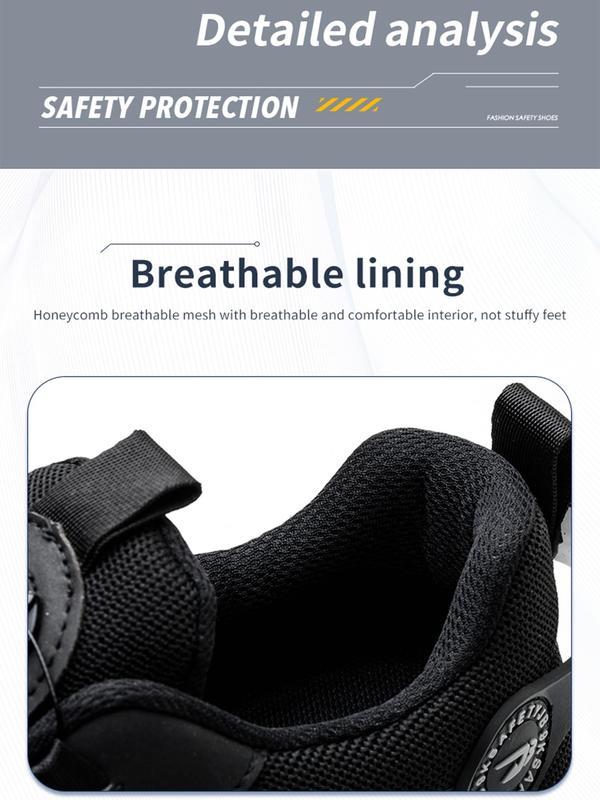 Detailed analysis
SAFETY PROTECTION
FASHION SAFETY SHOES
Breathable lining
Honeycomb breathable mesh with breathable and comfortable interior, not stuffy feet
SAFETY